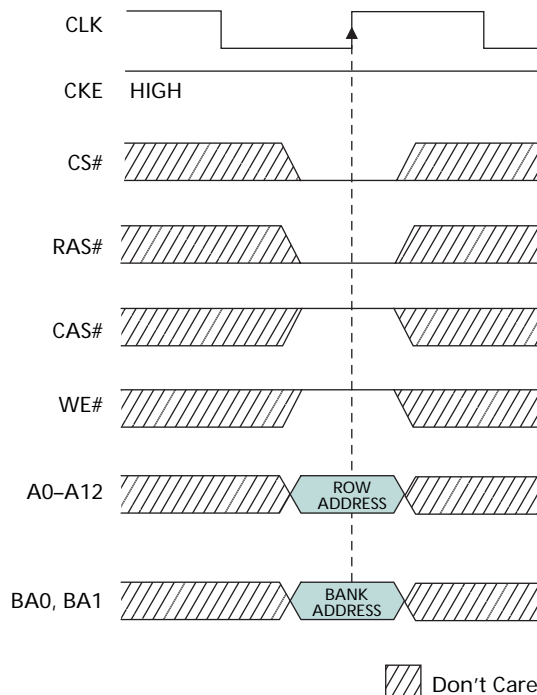 CLK
CKE HIGH
CS#
RAS#
CAS#
WE#
A0–A12 ROW ADDRESS
BA0, BA1 BANK ADDRESS
Don't Care